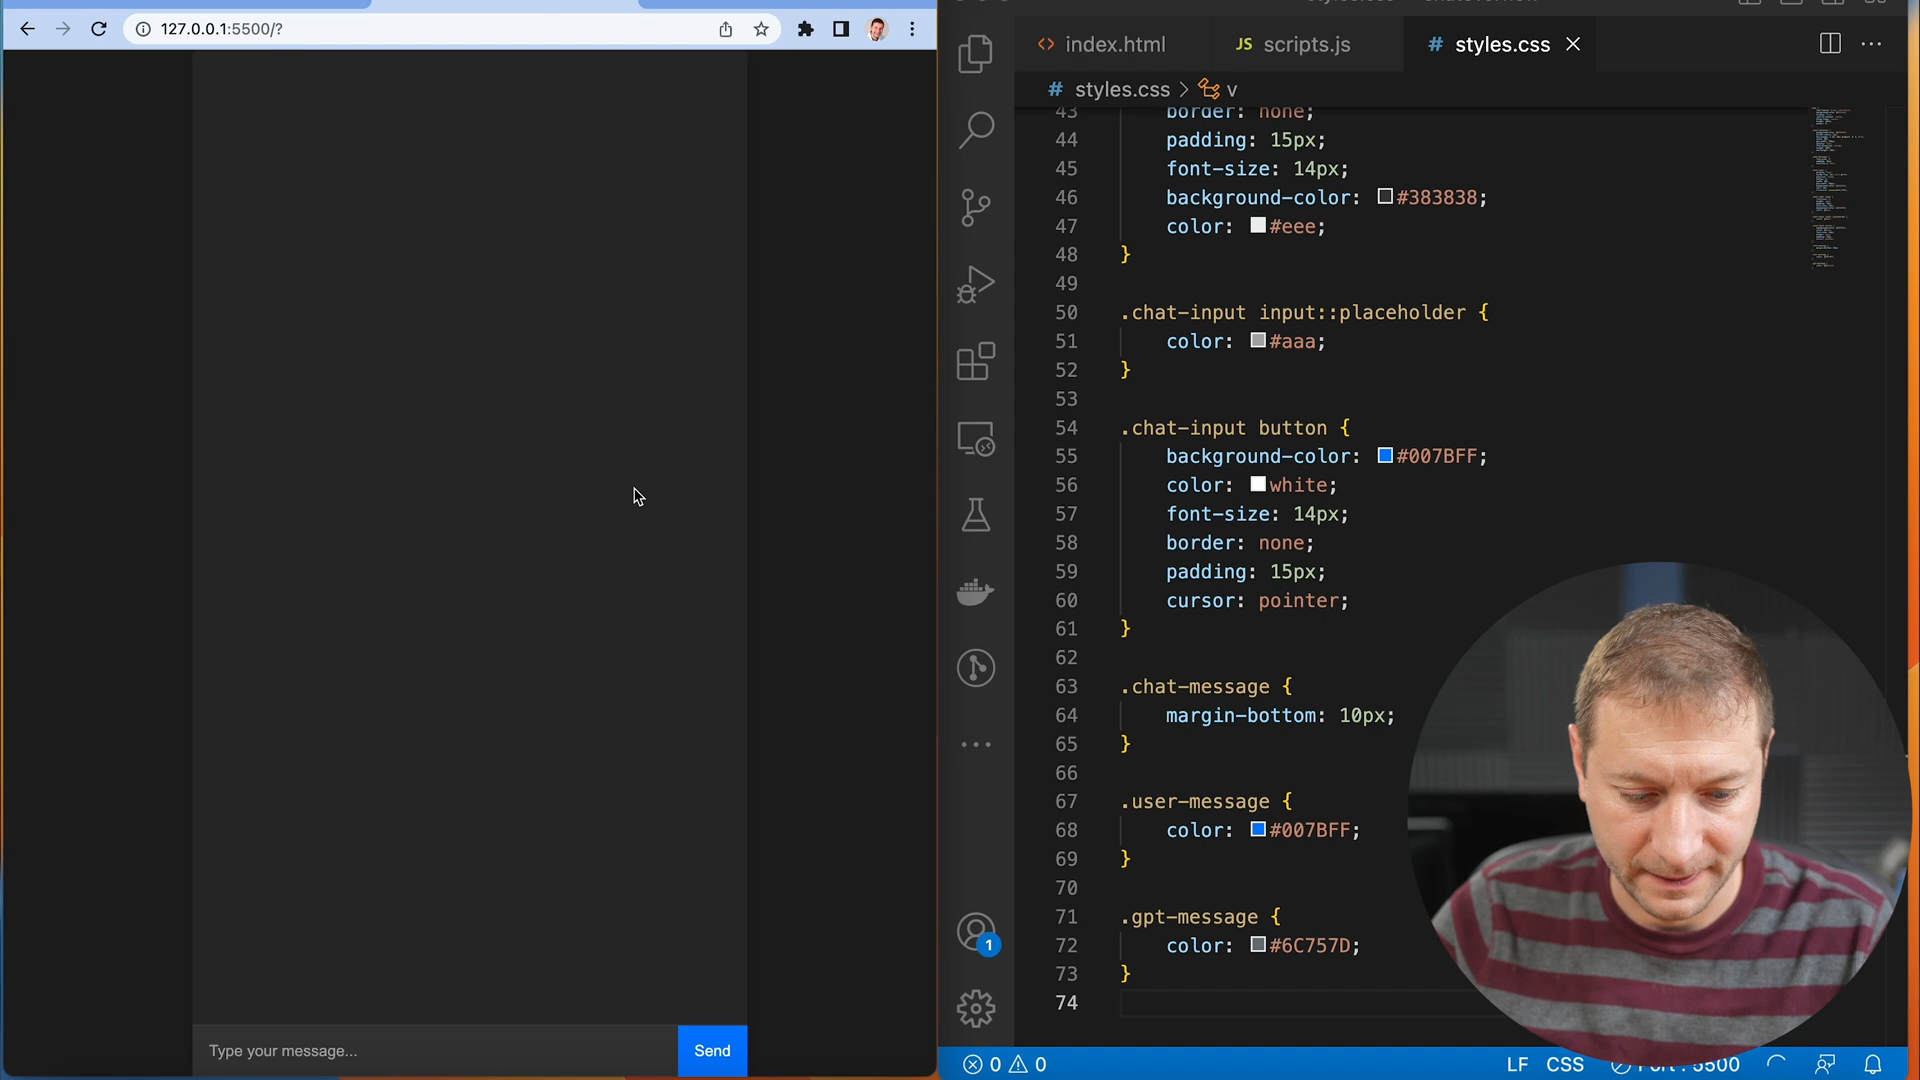 127.0.0.1:5500/?
Type your message...
Send
index.html
JS scripts.js
# styles.css
# styles.css > v
43 border: none;
44 padding: 15px;
45 font-size: 14px;
46 background-color: #383838;
47 color: #eee;
48 }
49
50 .chat-input input::placeholder {
51 color: #aaa;
52 }
53
54 .chat-input button {
55 background-color: #007BFF;
56 color: white;
57 font-size: 14px;
58 border: none;
59 padding: 15px;
60 cursor: pointer;
61 }
62
63 .chat-message {
64 margin-bottom: 10px;
65 }
66
67 .user-message {
68 color: #007BFF;
69 }
70
71 .gpt-message {
72 color: #6C757D;
73 }
74
1
0 0
LF CSS Port : 5500